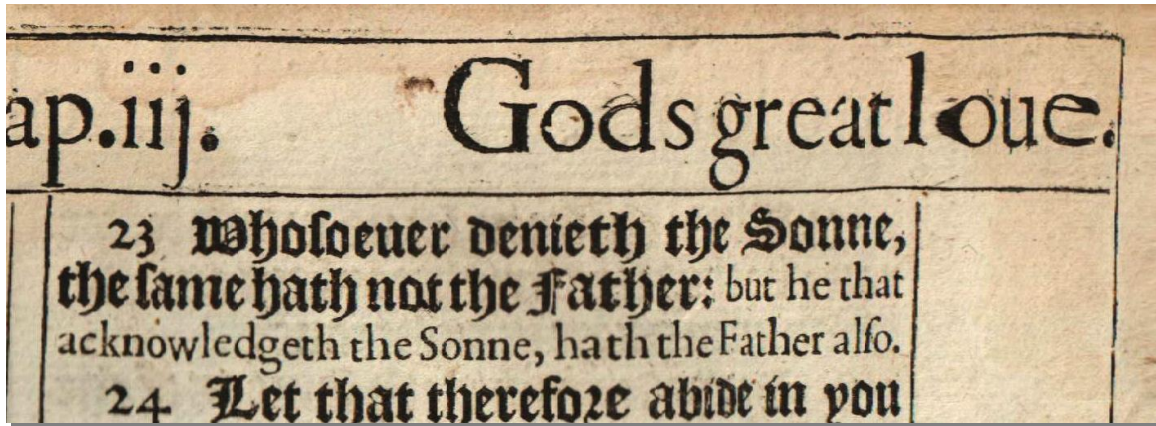 ap.iij. Gods great loue.
23 Whoſoeuer denieth the Sonne,
the ſame hath not the Father: but he that
acknowledgeth the Sonne, hath the Father alſo.
24 Let that therefore abide in you